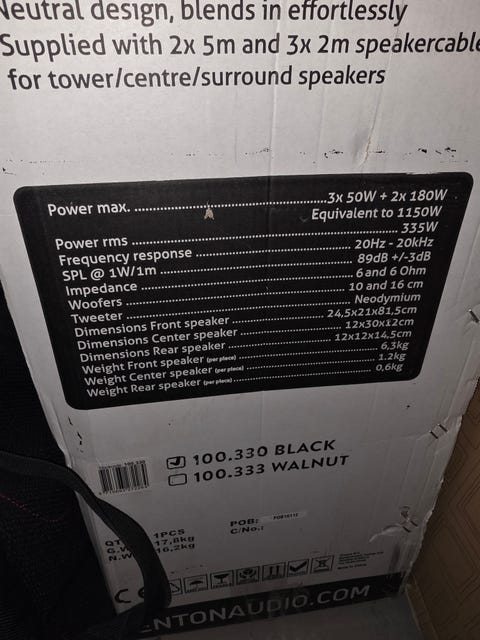 Neutral design, blends in effortlessly
Supplied with 2x 5m and 3x 2m speakercable
for tower/centre/surround speakers
Power max. 3x 50W + 2x 180W
Equivalent to 1150W
Power rms 335W
Frequency response 20Hz - 20kHz
SPL @ 1W/1m 89dB +/-3dB
Impedance 6 and 6 Ohm
Woofers 10 and 16 cm
Tweeter Neodymium
Dimensions Front speaker 24,5x21x81,5cm
Dimensions Center speaker 12x30x12cm
Dimensions Rear speaker 12x12x14,5cm
Weight Front speaker (per piece) 6,3kg
Weight Center speaker (per piece) 1.2kg
Weight Rear speaker (per piece) 0,6kg
100.330 BLACK
100.333 WALNUT
1PCS
POB:
G.W 17.8kg
C/No.:
N.W 16.2kg
CE
ENTONAUDIO.COM